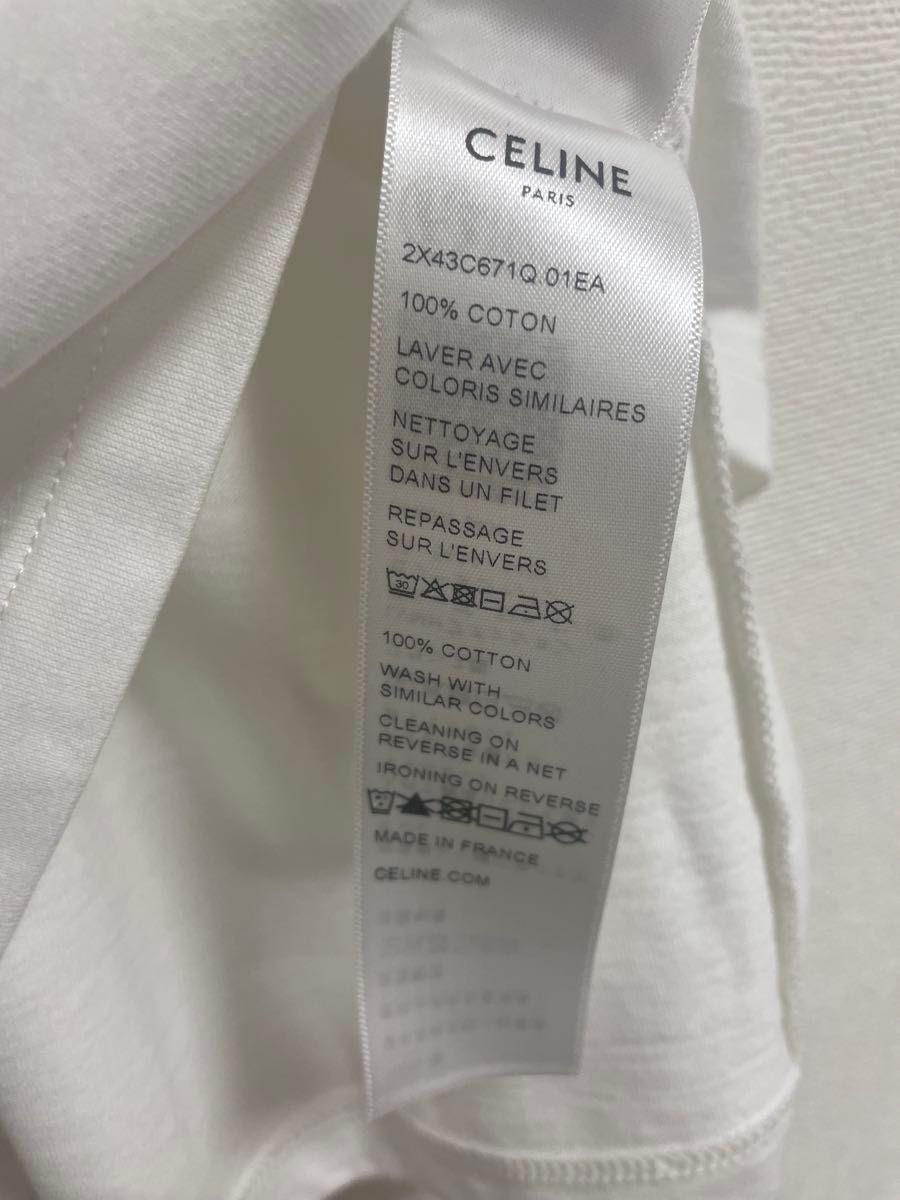 CELINE
PARIS
2X43C671Q.01EA
100% COTON
LAVER AVEC
COLORIS SIMILAIRES
NETTOYAGE
SUR L'ENVERS
DANS UN FILET
REPASSAGE
SUR L'ENVERS
30
100% COTTON
WASH WITH
SIMILAR COLORS
CLEANING ON
REVERSE IN A NET
IRONING ON REVERSE
MADE IN FRANCE
CELINE.COM